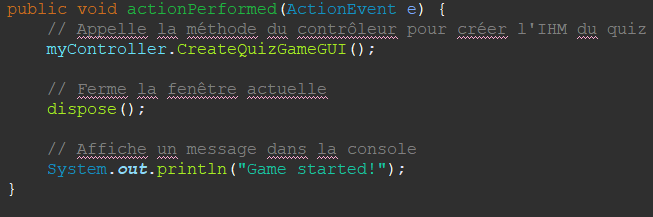 public void actionPerformed(ActionEvent e) {
// Appelle la méthode du contrôleur pour créer l'IHM du quiz
myController.CreateQuizGameGUI();
// Ferme la fenêtre actuelle
dispose();
// Affiche un message dans la console
System.out.println("Game started!");
}